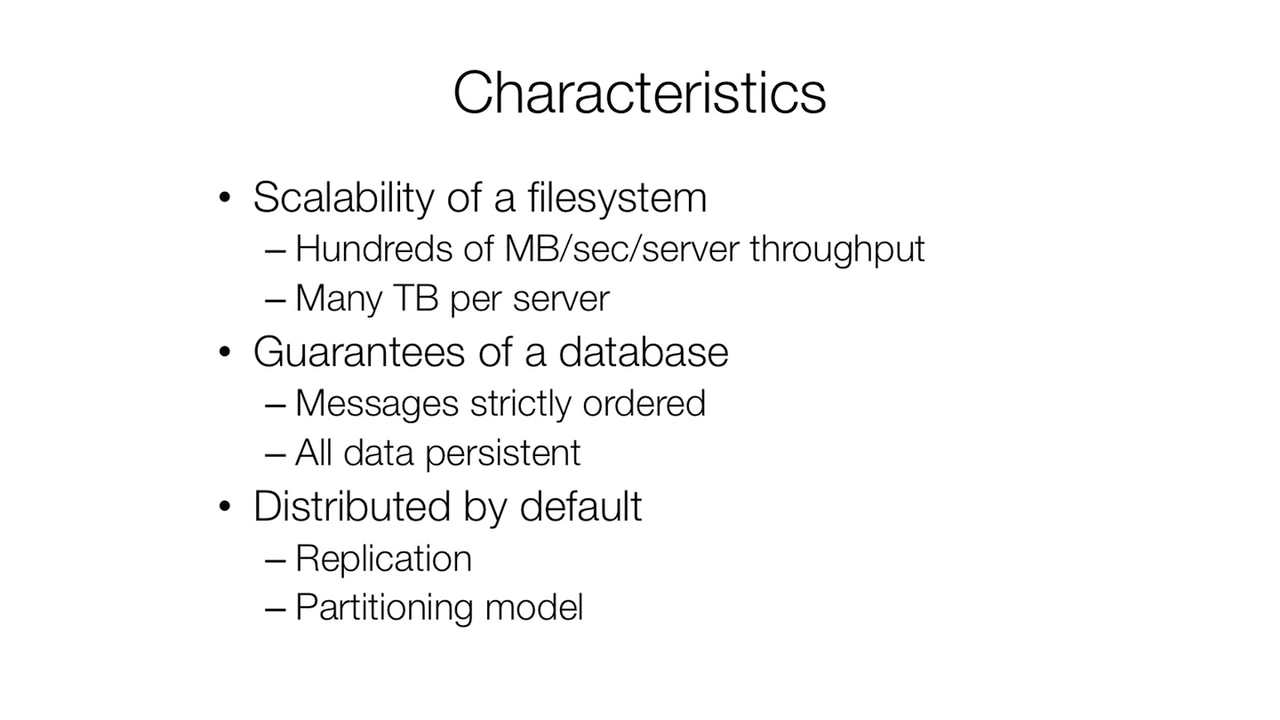 Characteristics
• Scalability of a filesystem
– Hundreds of MB/sec/server throughput
– Many TB per server
• Guarantees of a database
– Messages strictly ordered
– All data persistent
• Distributed by default
– Replication
– Partitioning model